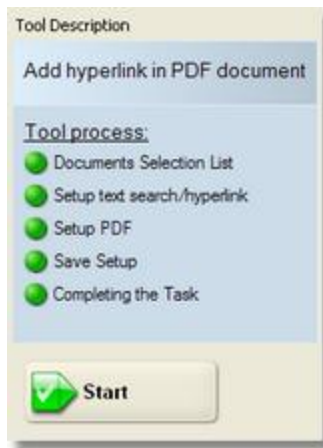 Tool Description
Add hyperlink in PDF document
Tool process:
Documents Selection List
Setup text search/hyperlink
Setup PDF
Save Setup
Completing the Task
Start